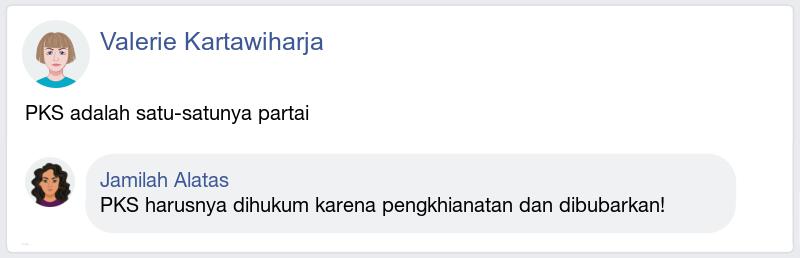 Valerie Kartawiharja
PKS adalah satu-satunya partai
Jamilah Alatas
PKS harusnya dihukum karena pengkhianatan dan dibubarkan!